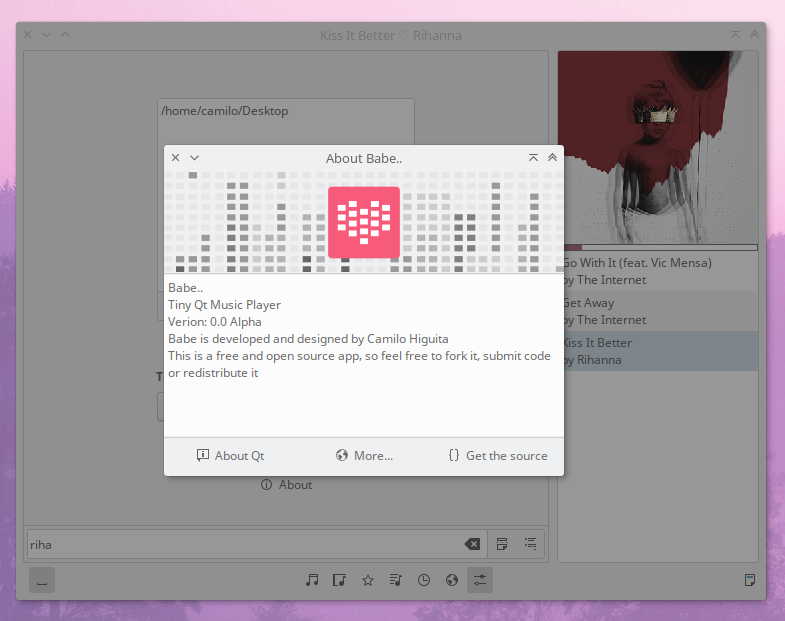 Kiss It Better ♡ Rihanna
/home/camilo/Desktop
About Babe..
Babe..
Tiny Qt Music Player
Verion: 0.0 Alpha
Babe is developed and designed by Camilo Higuita
This is a free and open source app, so feel free to fork it, submit code
or redistribute it
About Qt
More...
Get the source
About
riha
Go With It (feat. Vic Mensa)
by The Internet
Get Away
by The Internet
Kiss It Better
by Rihanna